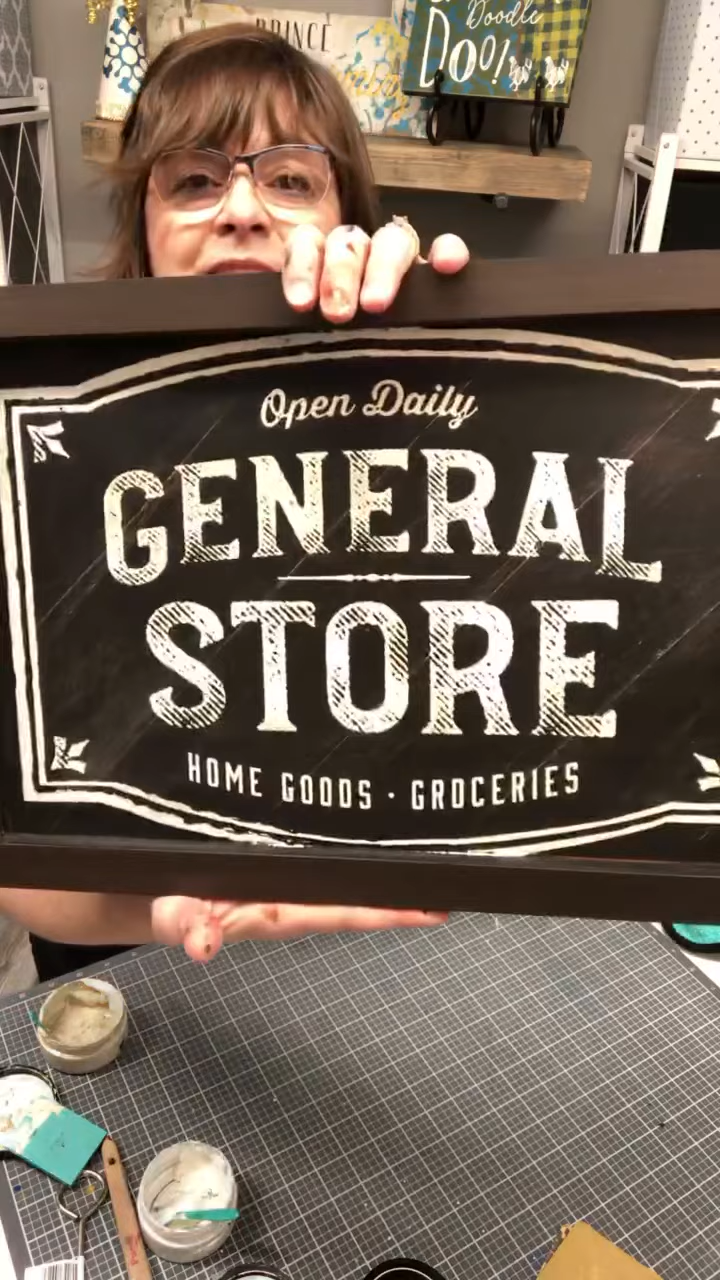 PRINCE
Doodle
Doo!
Open Daily
GENERAL
STORE
HOME GOODS · GROCERIES